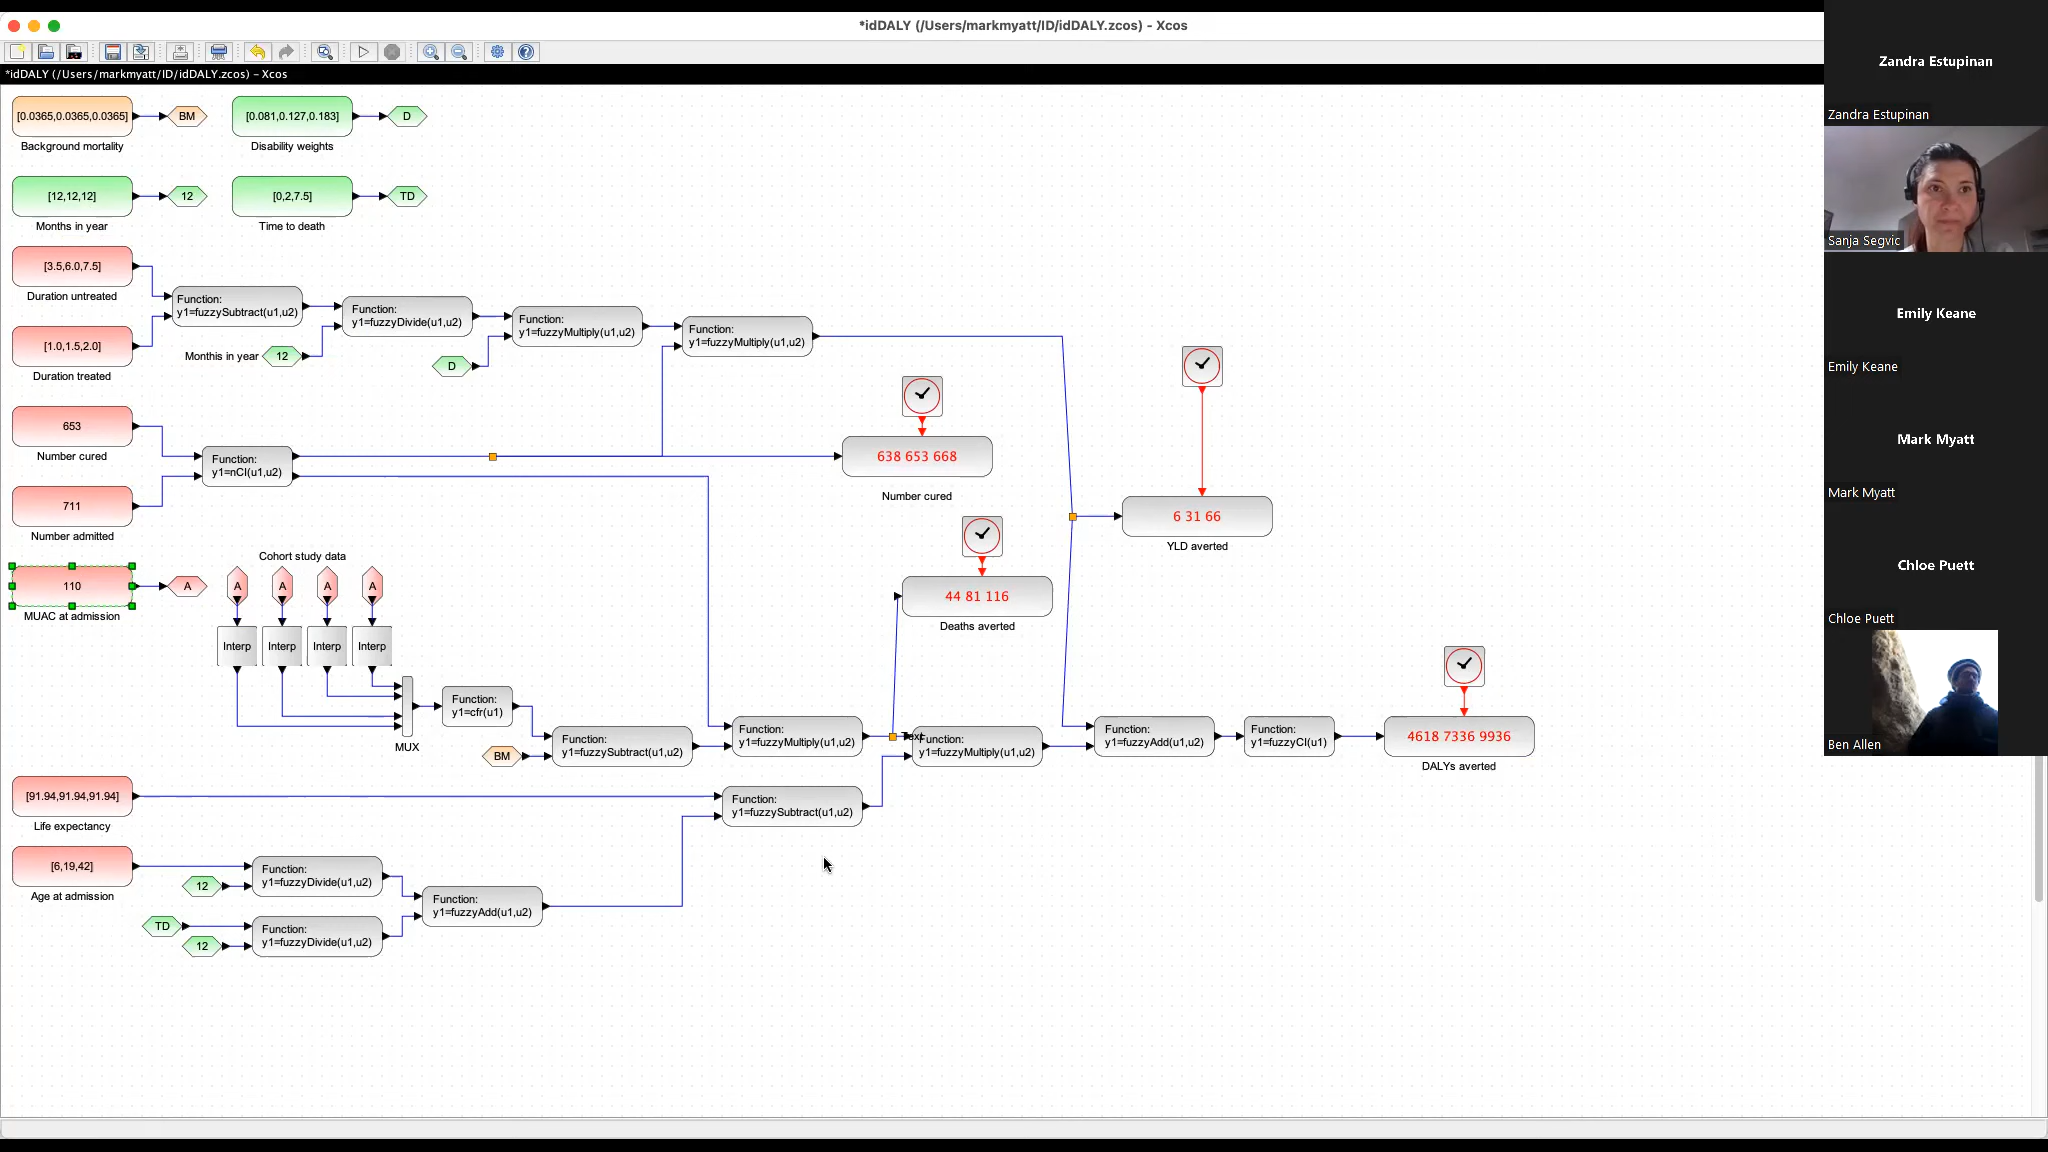 *idDALY (/Users/markmyatt/ID/idDALY.zcos) - Xcos
*idDALY (/Users/markmyatt/ID/idDALY.zcos) - Xcos
[0.0365,0.0365,0.0365]
BM
Background mortality
[0.081,0.127,0.183]
D
Disability weights
[12,12,12]
12
Months in year
[0,2,7.5]
TD
Time to death
[3.5,6.0,7.5]
Duration untreated
[1.0,1.5,2.0]
Duration treated
Function:
y1=fuzzySubtract(u1,u2)
Monthis in year
12
Function:
y1=fuzzyDivide(u1,u2)
D
Function:
y1=fuzzyMultiply(u1,u2)
Function:
y1=fuzzyMultiply(u1,u2)
653
Number cured
711
Number admitted
Function:
y1=nCI(u1,u2)
638 653 668
Number cured
6 31 66
YLD averted
44 81 116
Deaths averted
110
A
MUAC at admission
Cohort study data
A
A
A
A
Interp
Interp
Interp
Interp
MUX
Function:
y1=cfr(u1)
BM
Function:
y1=fuzzySubtract(u1,u2)
Function:
y1=fuzzyMultiply(u1,u2)
Text
Function:
y1=fuzzyMultiply(u1,u2)
Function:
y1=fuzzyAdd(u1,u2)
Function:
y1=fuzzyCI(u1)
4618 7336 9936
DALYs averted
[91.94,91.94,91.94]
Life expectancy
Function:
y1=fuzzySubtract(u1,u2)
[6,19,42]
Age at admission
12
Function:
y1=fuzzyDivide(u1,u2)
TD
12
Function:
y1=fuzzyDivide(u1,u2)
Function:
y1=fuzzyAdd(u1,u2)
Zandra Estupinan
Zandra Estupinan
Sanja Segvic
Emily Keane
Emily Keane
Mark Myatt
Mark Myatt
Chloe Puett
Chloe Puett
Ben Allen